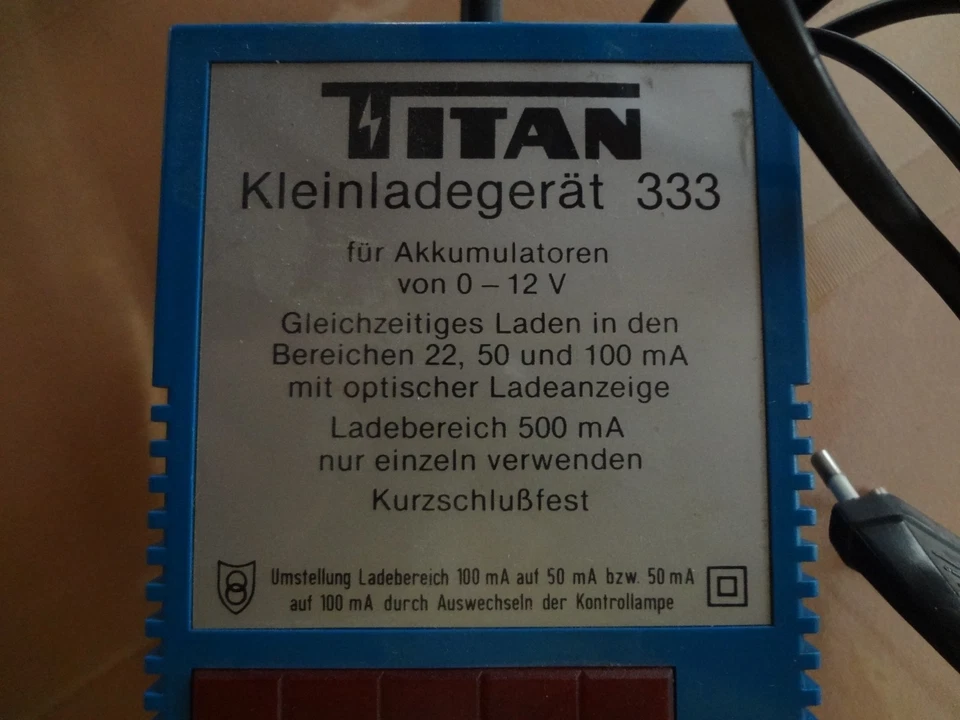 TITAN
Kleinladegerät 333
für Akkumulatoren
von 0 – 12 V
Gleichzeitiges Laden in den
Bereichen 22, 50 und 100 mA
mit optischer Ladeanzeige
Ladebereich 500 mA
nur einzeln verwenden
Kurzschlußfest
Umstellung Ladebereich 100 mA auf 50 mA bzw. 50 mA
auf 100 mA durch Auswechseln der Kontrollampe